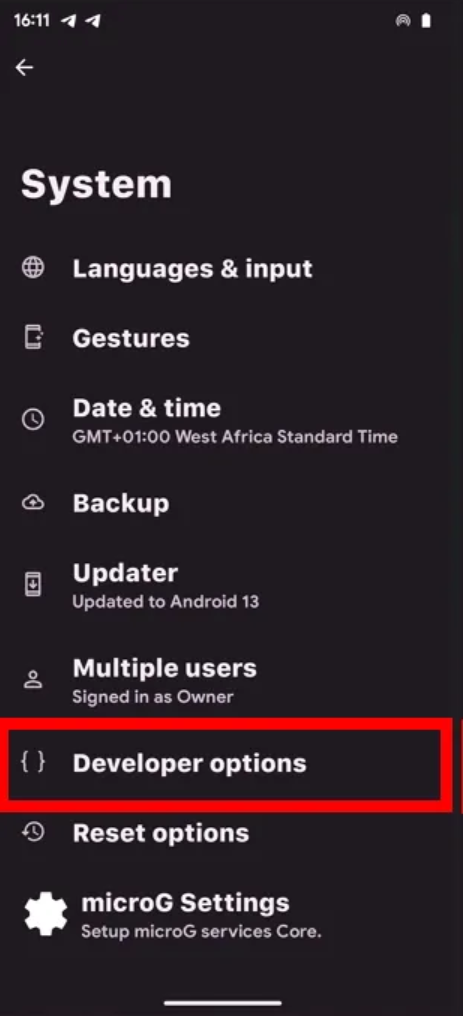 16:11
System
Languages & input
Gestures
Date & time
GMT+01:00 West Africa Standard Time
Backup
Updater
Updated to Android 13
Multiple users
Signed in as Owner
{ } Developer options
Reset options
microG Settings
Setup microG services Core.